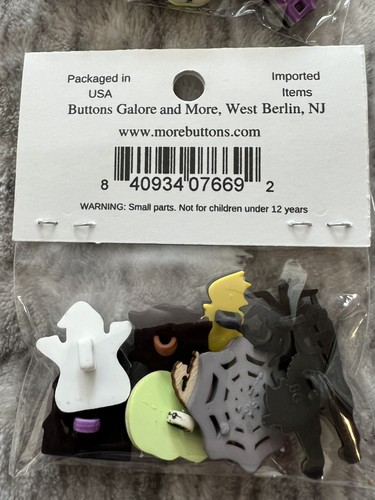 Packaged in
USA
Imported
Items
Buttons Galore and More, West Berlin, NJ
www.morebuttons.com
8 40934 07669 2
WARNING: Small parts. Not for children under 12 years